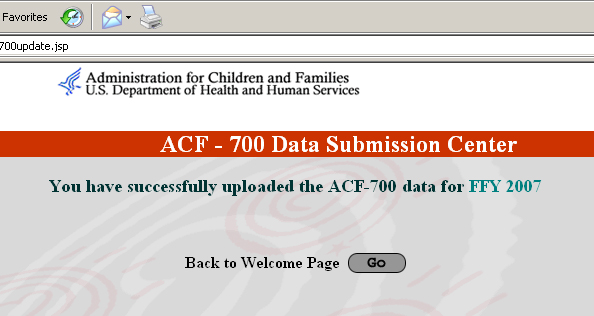 Favorites
700update.jsp
Administration for Children and Families
U.S. Department of Health and Human Services
ACF - 700 Data Submission Center
You have successfully uploaded the ACF-700 data for FFY 2007
Back to Welcome Page Go